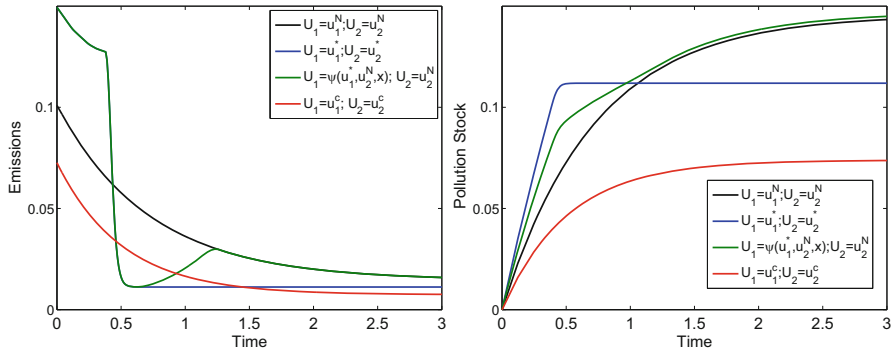 Emissions
0.1
0.05
0
0 0.5 1 1.5 2 2.5 3
Time
U₁=u₁ᴺ;U₂=u₂ᴺ
U₁=u₁*;U₂=u₂*
U₁=ψ(u₁*,u₂ᴺ,x); U₂=u₂ᴺ
U₁=u₁ᶜ; U₂=u₂ᶜ
Pollution Stock
0.1
0.05
0
0 0.5 1 1.5 2 2.5 3
Time
U₁=u₁ᴺ;U₂=u₂ᴺ
U₁=u₁*;U₂=u₂*
U₁=ψ(u₁*,u₂ᴺ,x);U₂=u₂ᴺ
U₁=u₁ᶜ;U₂=u₂ᶜ